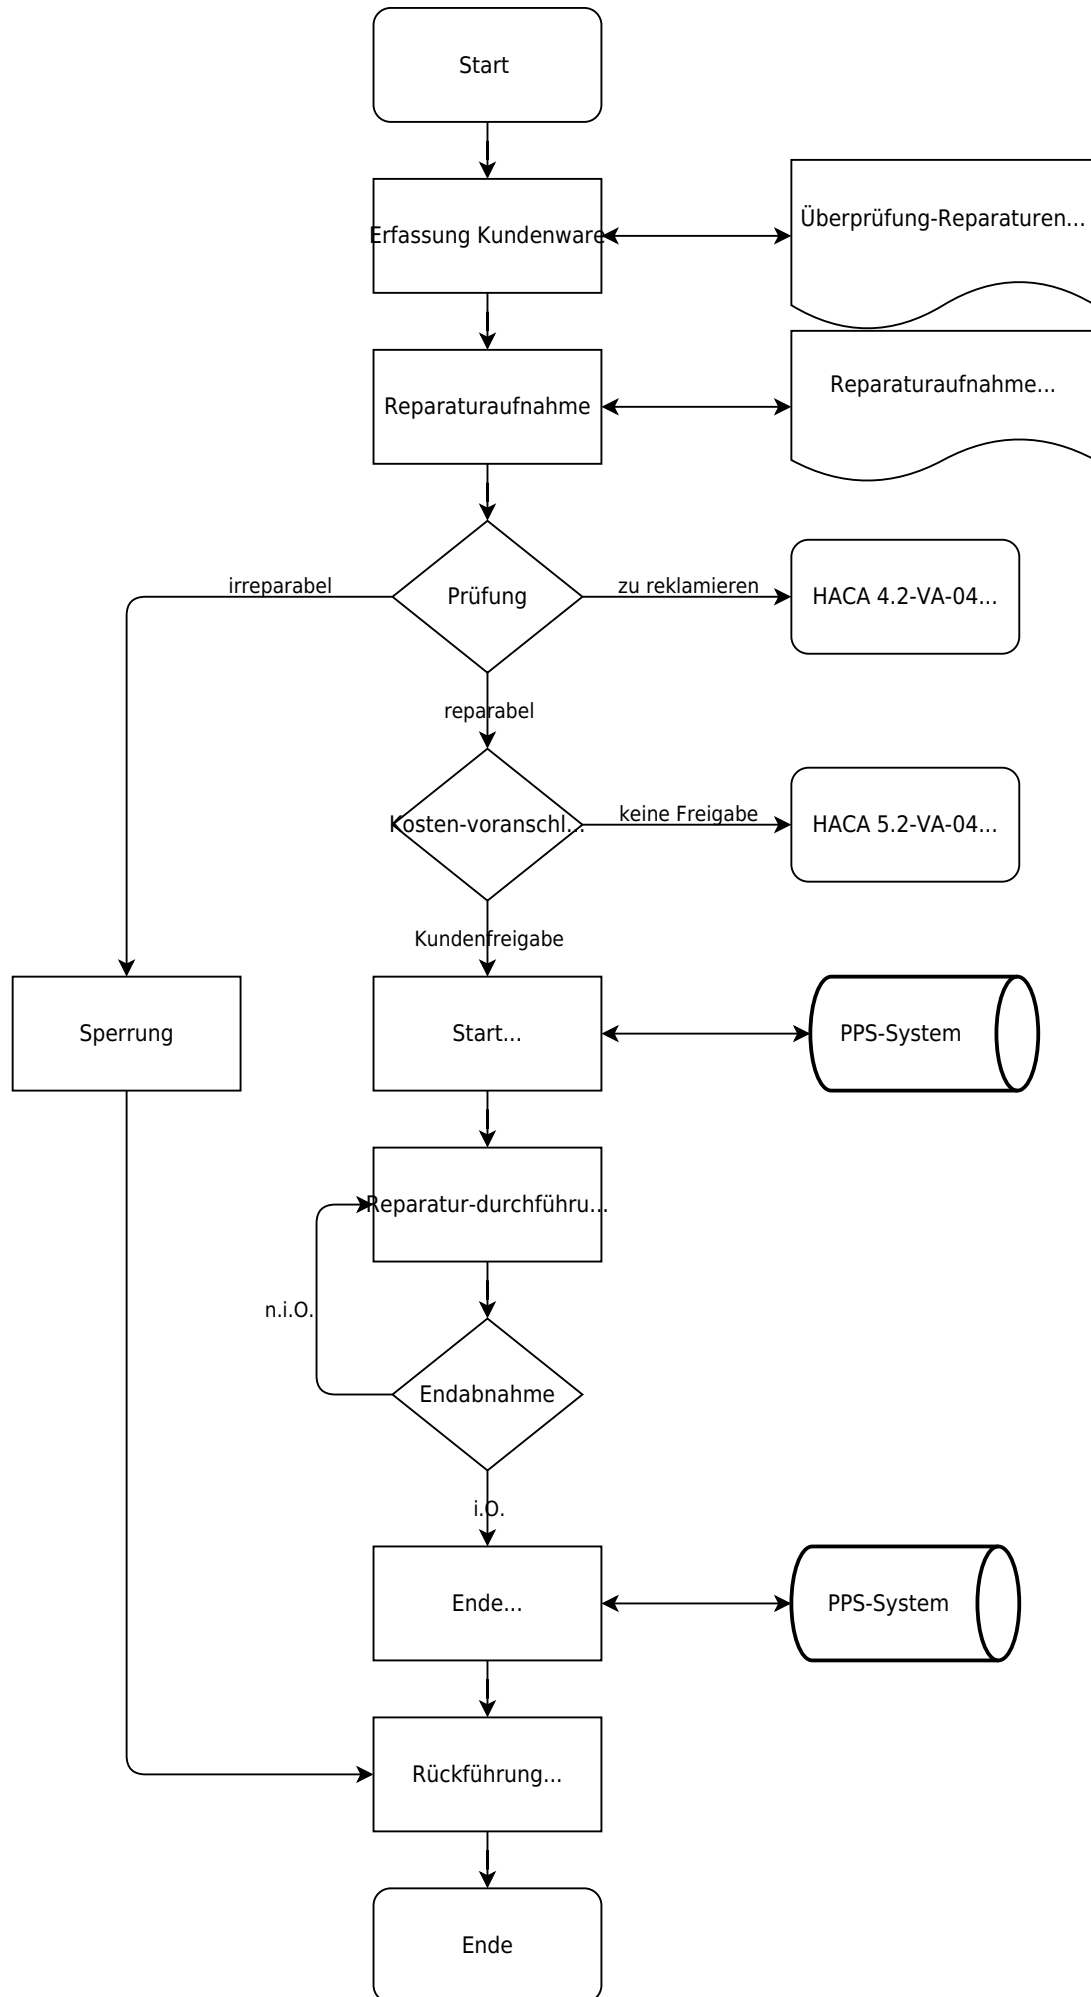 Start
Erfassung Kundenware
Überprüfung-Reparaturen...
Reparaturaufnahme
Reparaturaufnahme...
irreparabel
Prüfung
zu reklamieren
HACA 4.2-VA-04...
reparabel
Kosten-voranschl...
keine Freigabe
HACA 5.2-VA-04...
Kundenfreigabe
Sperrung
Start...
PPS-System
Reparatur-durchführu...
n.i.O.
Endabnahme
i.O.
Ende...
PPS-System
Rückführung...
Ende